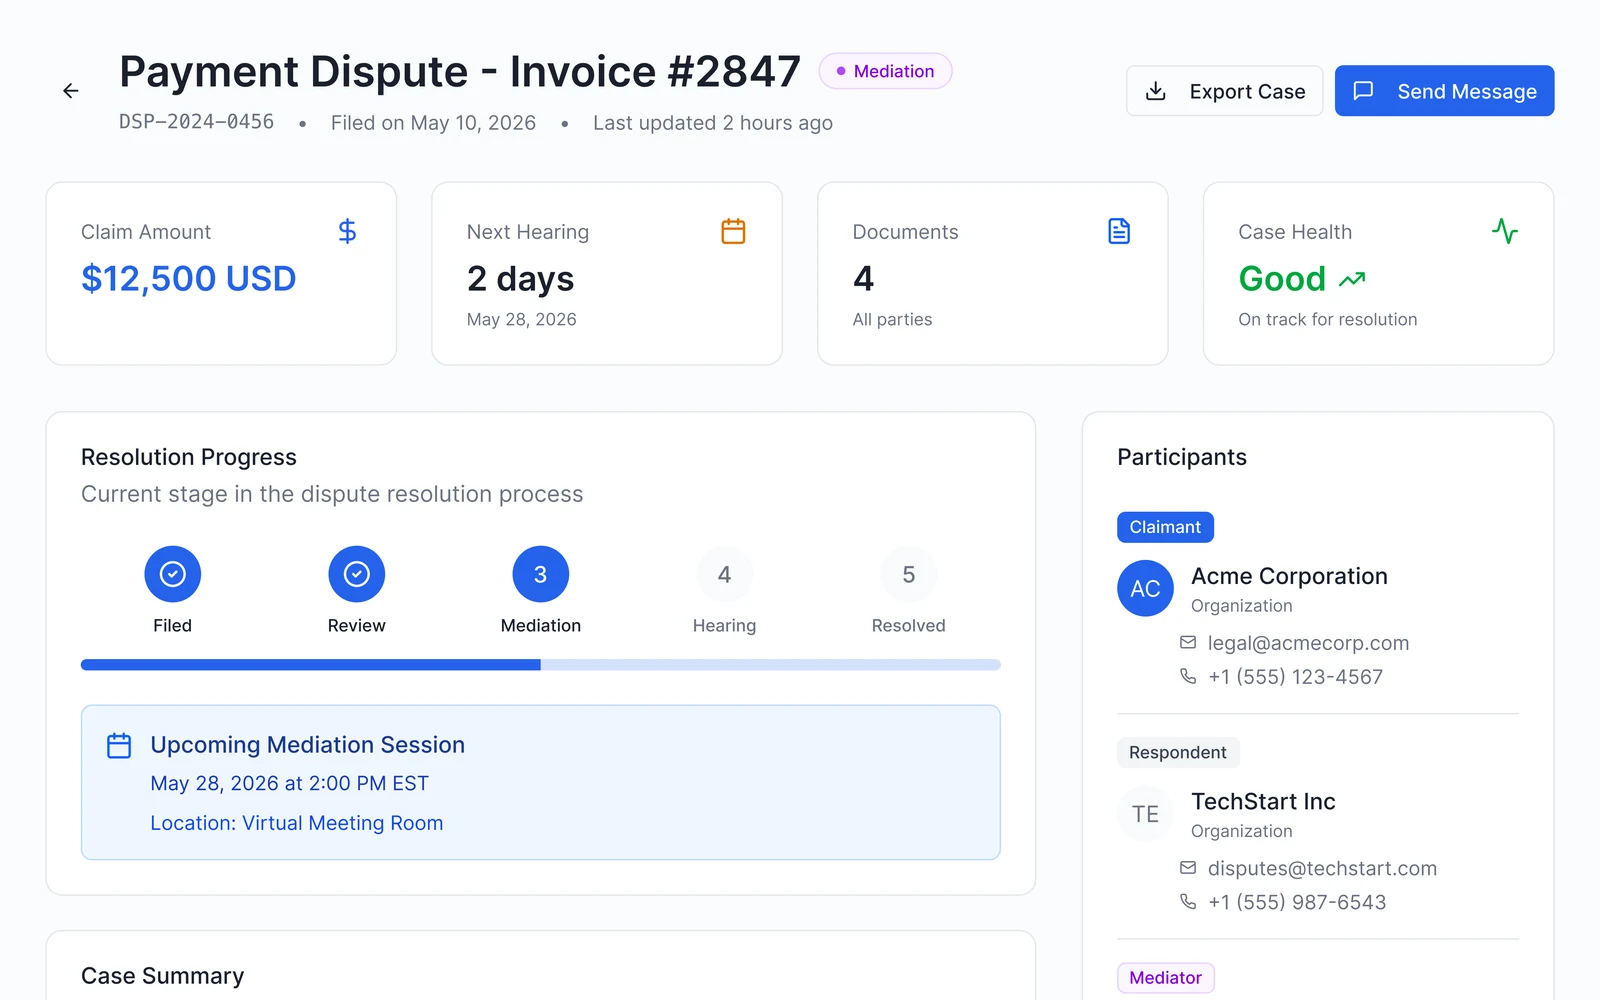 Payment Dispute - Invoice #2847
Mediation
DSP-2024-0456 • Filed on May 10, 2026 • Last updated 2 hours ago
Export Case
Send Message
Claim Amount
$12,500 USD
Next Hearing
2 days
May 28, 2026
Documents
4
All parties
Case Health
Good
On track for resolution
Resolution Progress
Current stage in the dispute resolution process
3
4
5
Filed
Review
Mediation
Hearing
Resolved
Upcoming Mediation Session
May 28, 2026 at 2:00 PM EST
Location: Virtual Meeting Room
Case Summary
Participants
Claimant
AC
Acme Corporation
Organization
legal@acmecorp.com
+1 (555) 123-4567
Respondent
TE
TechStart Inc
Organization
disputes@techstart.com
+1 (555) 987-6543
Mediator